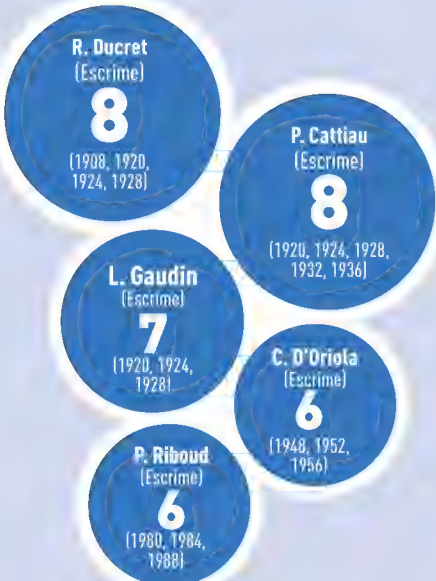 R. Ducret
(Escrime)
8
(1908, 1920,
1924, 1928)
P. Cattiau
(Escrime)
8
(1920, 1924, 1928,
1932, 1936)
L. Gaudin
(Escrime)
7
(1920, 1924,
1928)
C. D'Oriola
(Escrime)
6
(1948, 1952,
1956)
P. Riboud
(Escrime)
6
(1980, 1984,
1988)